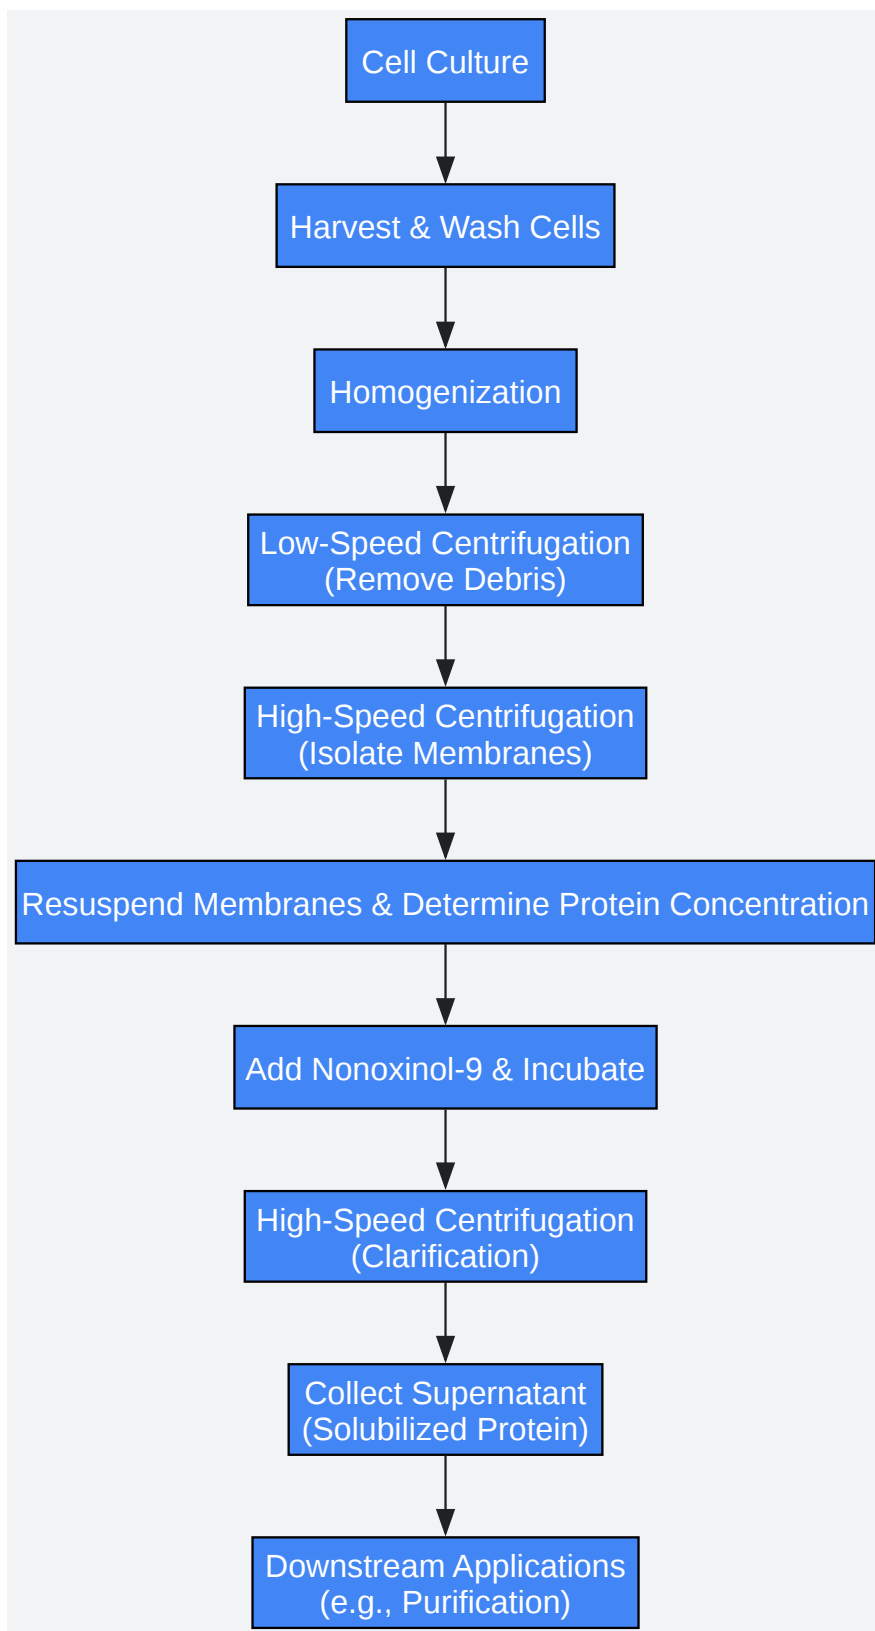 Cell Culture
Harvest & Wash Cells
Homogenization
Low-Speed Centrifugation
(Remove Debris)
High-Speed Centrifugation
(Isolate Membranes)
Resuspend Membranes & Determine Protein Concentration
Add Nonoxinol-9 & Incubate
High-Speed Centrifugation
(Clarification)
Collect Supernatant
(Solubilized Protein)
Downstream Applications
(e.g., Purification)